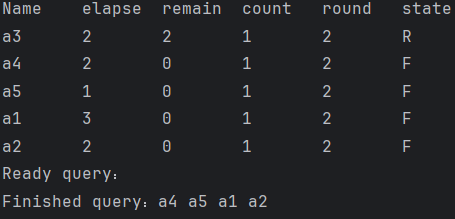 Name elapse remain count round state
a3 2 2 1 2 R
a4 2 0 1 2 F
a5 1 0 1 2 F
a1 3 0 1 2 F
a2 2 0 1 2 F
Ready query：
Finished query：a4 a5 a1 a2